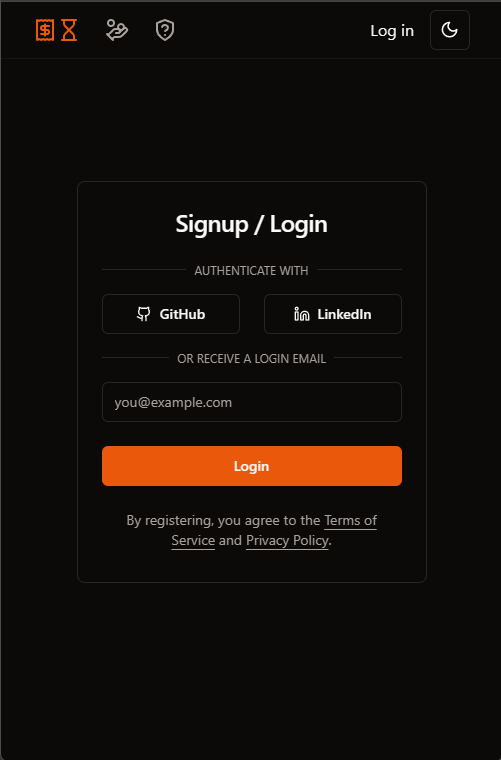 Log in
Signup / Login
AUTHENTICATE WITH
GitHub
LinkedIn
OR RECEIVE A LOGIN EMAIL
you@example.com
Login
By registering, you agree to the Terms of
Service and Privacy Policy.